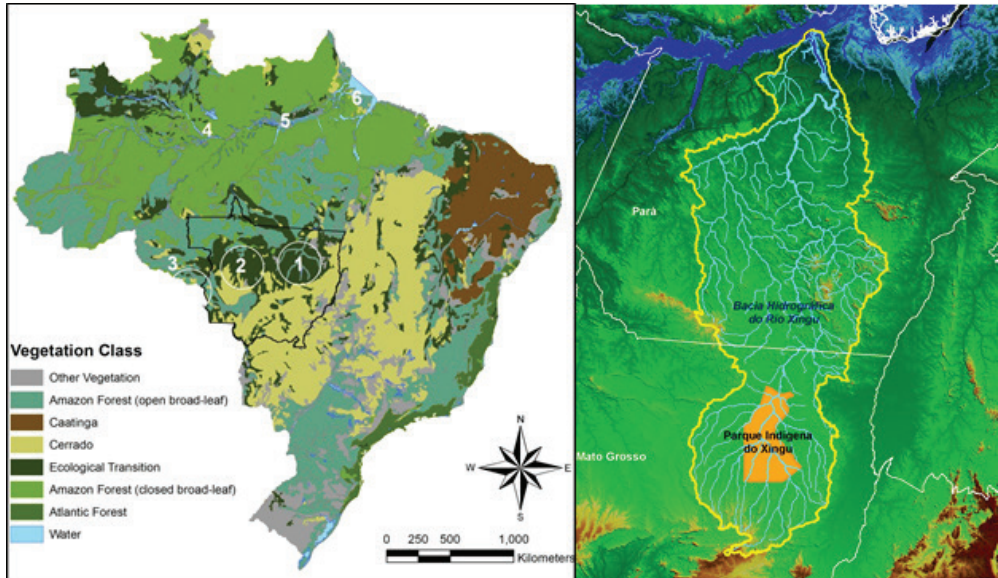 4
5
6
3
2
1
Vegetation Class
Other Vegetation
Amazon Forest (open broad-leaf)
Caatinga
Cerrado
Ecological Transition
Amazon Forest (closed broad-leaf)
Atlantic Forest
Water
N
W
E
S
0 250 500 1,000
Kilometers
Pará
Bacia Hidrográfica
do Rio Xingu
Parque Indígena
do Xingu
Mato Grosso